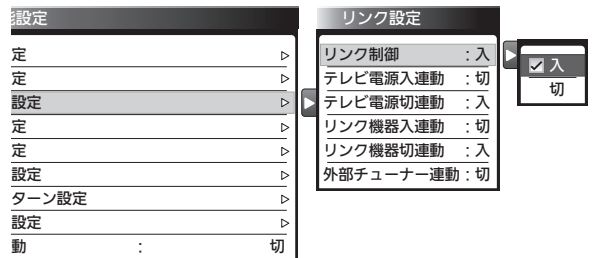 設定
定
定
設定
定
定
設定
ターン設定
設定
動 : 切
リンク設定
リンク制御 : 入
テレビ電源入連動 : 切
テレビ電源切連動 : 入
リンク機器入連動 : 切
リンク機器切連動 : 入
外部チューナー連動 : 切
入
切